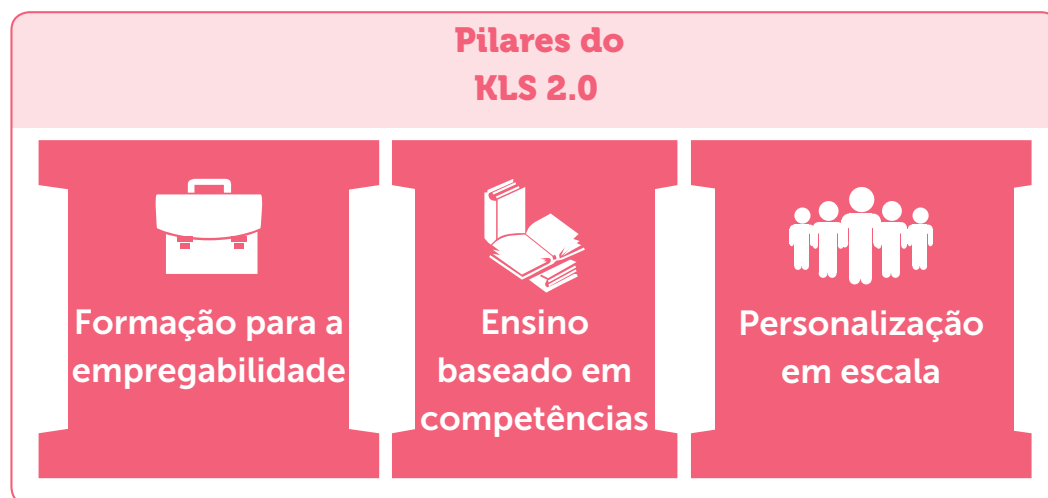 Pilares do
KLS 2.0
Formação para a
empregabilidade
Ensino
baseado em
competências
Personalização
em escala